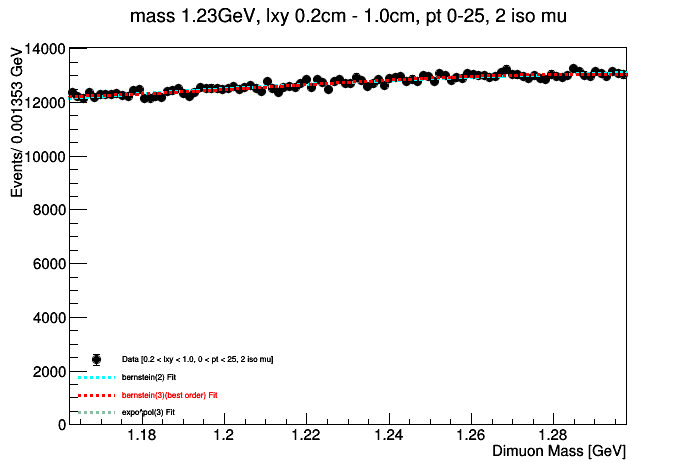 mass 1.23GeV, lxy 0.2cm - 1.0cm, pt 0-25, 2 iso mu
Events/ 0.001353 GeV
14000
12000
10000
8000
6000
4000
2000
0
Data [0.2 < lxy < 1.0, 0 < pt < 25, 2 iso mu]
bernstein(2) Fit
bernstein(3)(best order) Fit
expo*pol(3) Fit
1.18 1.2 1.22 1.24 1.26 1.28
Dimuon Mass [GeV]